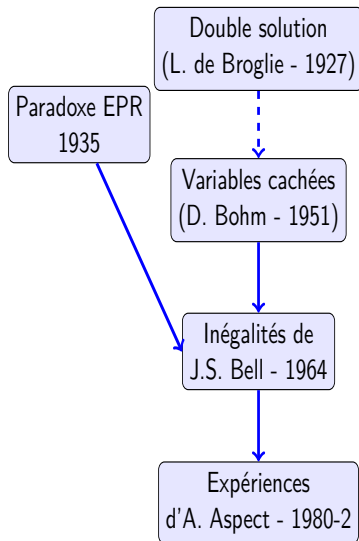 Double solution
(L. de Broglie - 1927)
Paradoxe EPR
1935
Variables cachées
(D. Bohm - 1951)
Inégalités de
J.S. Bell - 1964
Expériences
d'A. Aspect - 1980-2